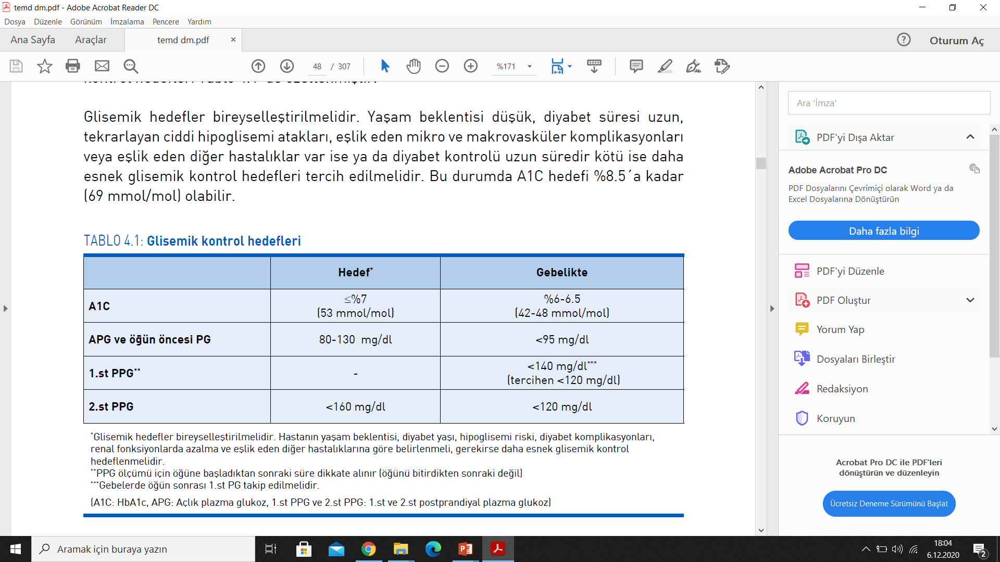 temd dm.pdf - Adobe Acrobat Reader DC
Dosya Düzenle Görünüm İmzalama Pencere Yardım
Ana Sayfa Araçlar temd dm.pdf × ? Oturum Aç
48 / 307 %171
kontrol hedefleri Tablo 4.1'de özetlenmiştir.
Glisemik hedefler bireyselleştirilmelidir. Yaşam beklentisi düşük, diyabet süresi uzun,
tekrarlayan ciddi hipoglisemi atakları, eşlik eden mikro ve makrovasküler komplikasyonları
veya eşlik eden diğer hastalıklar var ise ya da diyabet kontrolü uzun süredir kötü ise daha
esnek glisemik kontrol hedefleri tercih edilmelidir. Bu durumda A1C hedefi %8.5´a kadar
(69 mmol/mol) olabilir.
TABLO 4.1: Glisemik kontrol hedefleri
Hedef* Gebelikte
A1C ≤%7 (53 mmol/mol) %6-6.5 (42-48 mmol/mol)
APG ve öğün öncesi PG 80-130 mg/dl <95 mg/dl
1.st PPG** - <140 mg/dl*** (tercihen <120 mg/dl)
2.st PPG <160 mg/dl <120 mg/dl
*Glisemik hedefler bireyselleştirilmelidir. Hastanın yaşam beklentisi, diyabet yaşı, hipoglisemi riski, diyabet komplikasyonları,
renal fonksiyonlarda azalma ve eşlik eden diğer hastalıklarına göre belirlenmeli, gerekirse daha esnek glisemik kontrol
hedeflenmelidir.
**PPG ölçümü için öğüne başladıktan sonraki süre dikkate alınır (öğünü bitirdikten sonraki değil)
***Gebelerde öğün sonrası 1.st PG takip edilmelidir.
(A1C: HbA1c, APG: Açlık plazma glukoz, 1.st PPG ve 2.st PPG: 1.st ve 2.st postprandiyal plazma glukoz)
Ara 'İmza'
PDF'yi Dışa Aktar
Adobe Acrobat Pro DC
PDF Dosyalarını Çevrimiçi olarak Word ya da
Excel Dosyalarına Dönüştürün
Daha fazla bilgi
PDF'yi Düzenle
PDF Oluştur
Yorum Yap
Dosyaları Birleştir
Redaksiyon
Koruyun
Acrobat Pro DC ile PDF'leri
dönüştürün ve düzenleyin
Ücretsiz Deneme Sürümünü Başlat
Aramak için buraya yazın
18:04
6.12.2020
2